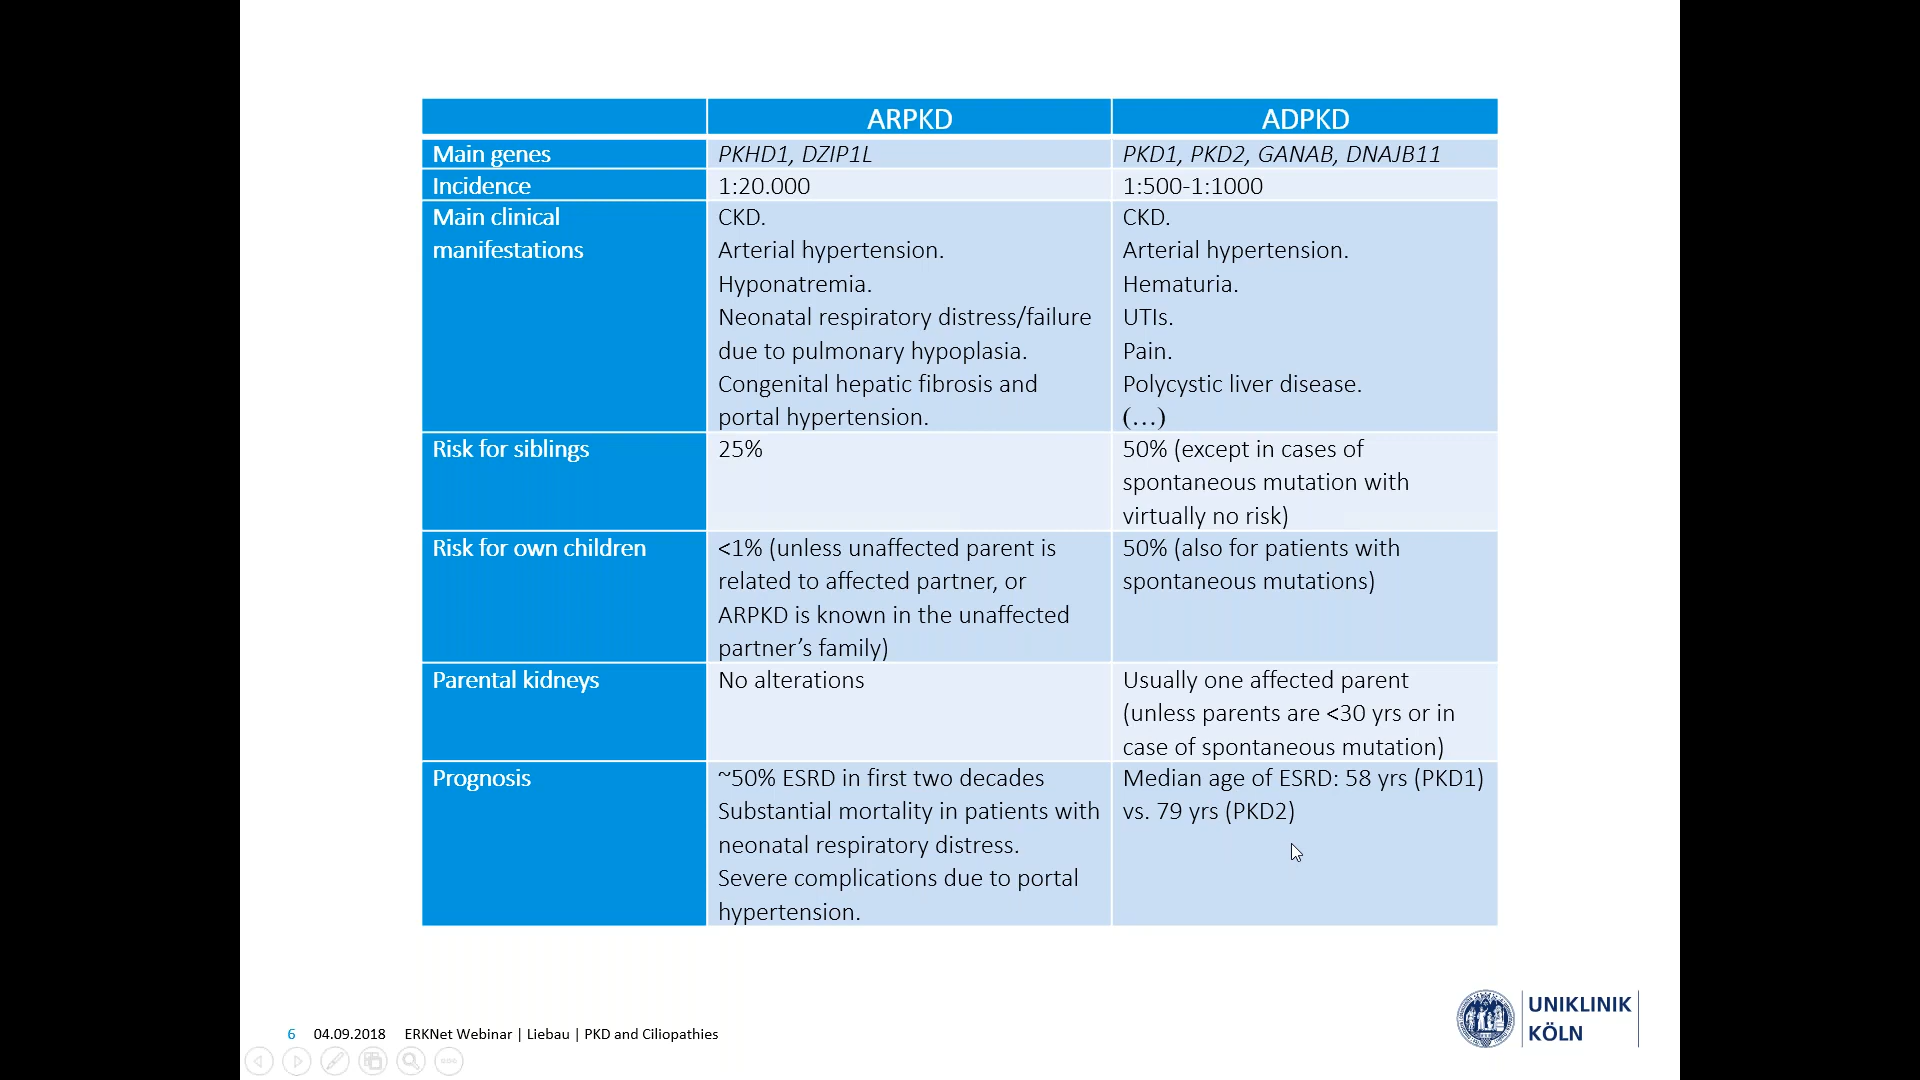 ARPKD
ADPKD
Main genes
PKHD1, DZIP1L
PKD1, PKD2, GANAB, DNAJB11
Incidence
1:20.000
1:500-1:1000
Main clinical
manifestations
CKD.
Arterial hypertension.
Hyponatremia.
Neonatal respiratory distress/failure
due to pulmonary hypoplasia.
Congenital hepatic fibrosis and
portal hypertension.
CKD.
Arterial hypertension.
Hematuria.
UTIs.
Pain.
Polycystic liver disease.
(…)
Risk for siblings
25%
50% (except in cases of
spontaneous mutation with
virtually no risk)
Risk for own children
<1% (unless unaffected parent is
related to affected partner, or
ARPKD is known in the unaffected
partner’s family)
50% (also for patients with
spontaneous mutations)
Parental kidneys
No alterations
Usually one affected parent
(unless parents are <30 yrs or in
case of spontaneous mutation)
Prognosis
~50% ESRD in first two decades
Substantial mortality in patients with
neonatal respiratory distress.
Severe complications due to portal
hypertension.
Median age of ESRD: 58 yrs (PKD1)
vs. 79 yrs (PKD2)
6 04.09.2018 ERKNet Webinar | Liebau | PKD and Ciliopathies
UNIKLINIK
KÖLN